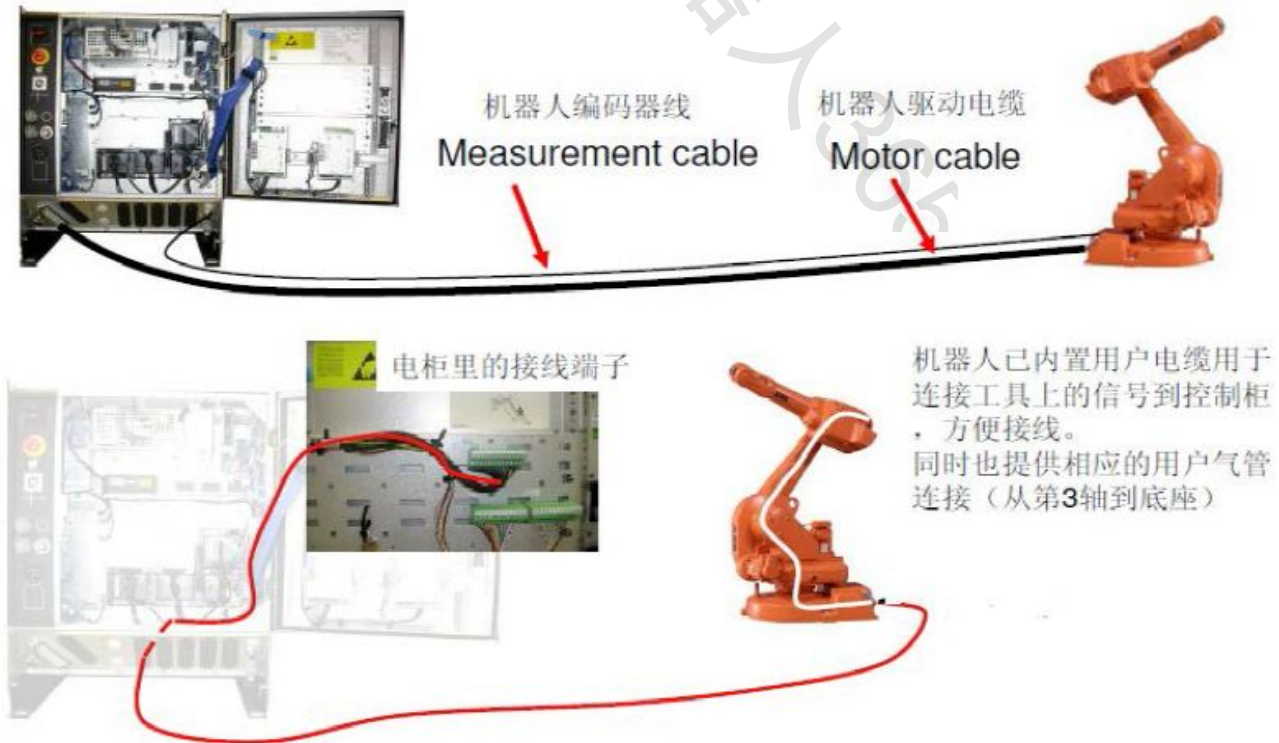 机器人编码器线
Measurement cable
机器人驱动电缆
Motor cable
电柜里的接线端子
机器人已内置用户电缆用于
连接工具上的信号到控制柜
，方便接线。
同时也提供相应的用户气管
连接（从第3轴到底座）